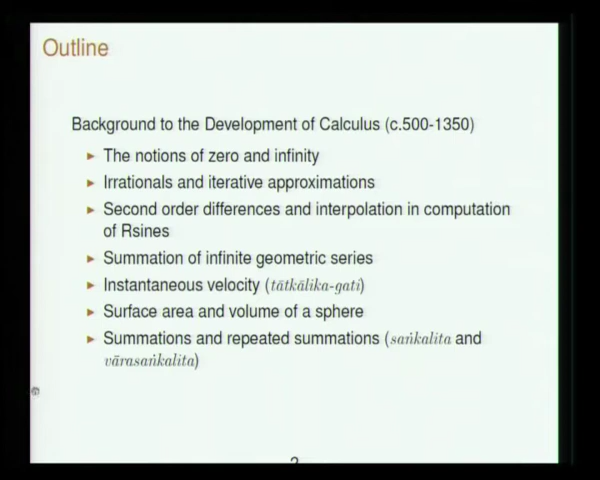 Outline
Background to the Development of Calculus (c.500-1350)
► The notions of zero and infinity
► Irrationals and iterative approximations
► Second order differences and interpolation in computation
of Rsines
► Summation of infinite geometric series
► Instantaneous velocity (tātkālika-gati)
► Surface area and volume of a sphere
► Summations and repeated summations (saṅkalita and
vārasaṅkalita)
2